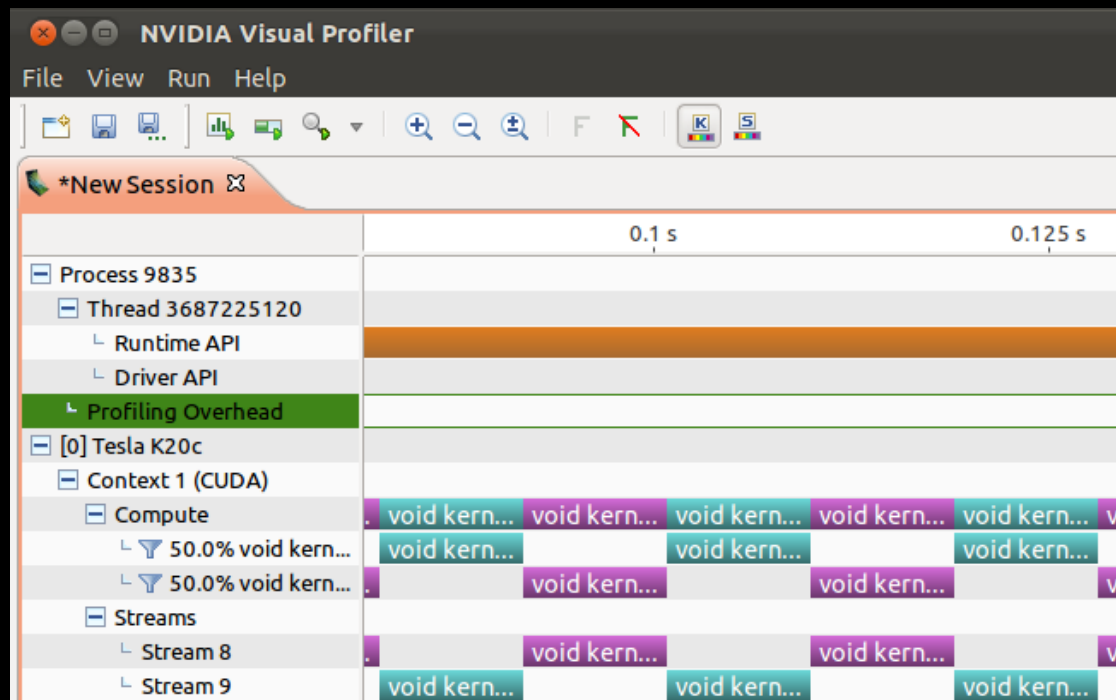 NVIDIA Visual Profiler
File View Run Help
F F K S
*New Session
0.1 s 0.125 s
Process 9835
Thread 3687225120
Runtime API
Driver API
Profiling Overhead
[0] Tesla K20c
Context 1 (CUDA)
Compute . void kern... void kern... void kern... void kern... void kern... v
50.0% void kern... void kern... void kern... void kern...
50.0% void kern... . void kern... void kern... v
Streams
Stream 8 . void kern... void kern... v
Stream 9 void kern... void kern... void kern...